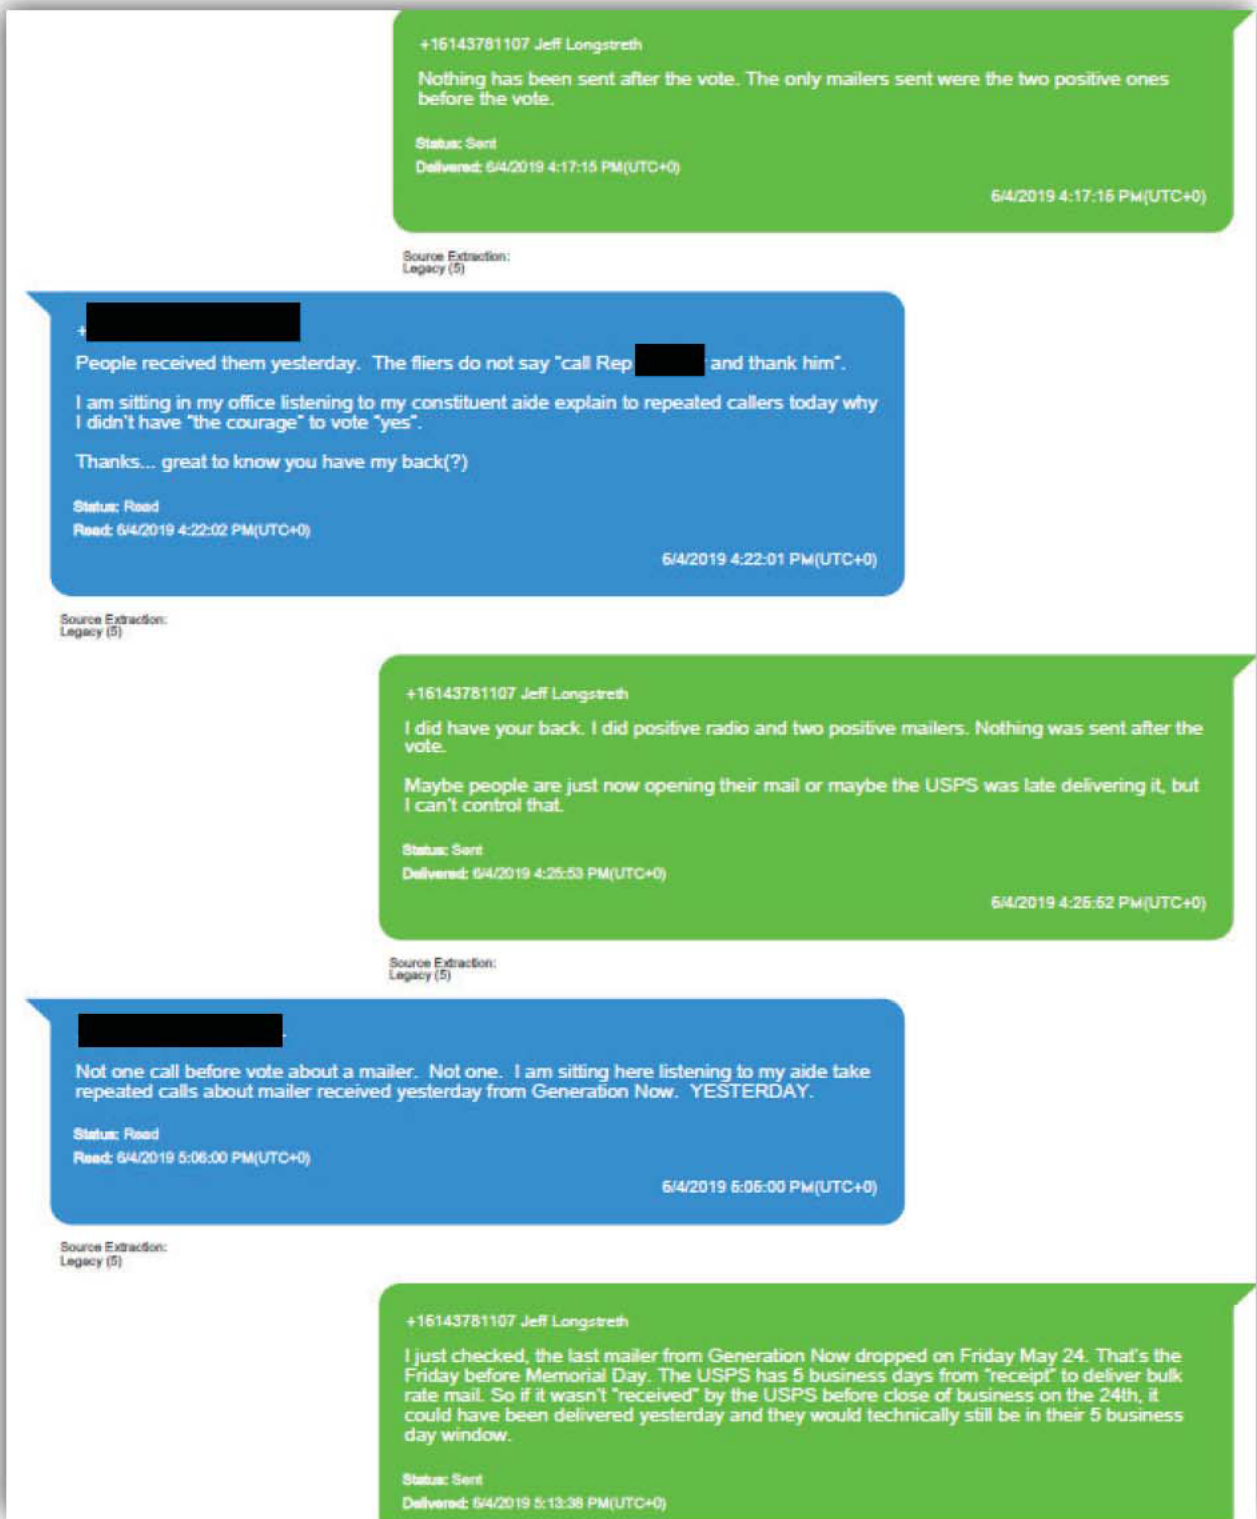 +16143781107 Jeff Longstreth
Nothing has been sent after the vote. The only mailers sent were the two positive ones
before the vote.
Status: Sent
Delivered: 6/4/2019 4:17:15 PM(UTC+0)
6/4/2019 4:17:15 PM(UTC+0)
Source Extraction:
Legacy (5)
+
People received them yesterday.  The fliers do not say "call Rep and thank him".
I am sitting in my office listening to my constituent aide explain to repeated callers today why
I didn't have "the courage" to vote "yes".
Thanks... great to know you have my back(?)
Status: Read
Read: 6/4/2019 4:22:02 PM(UTC+0)
6/4/2019 4:22:01 PM(UTC+0)
Source Extraction:
Legacy (5)
+16143781107 Jeff Longstreth
I did have your back. I did positive radio and two positive mailers. Nothing was sent after the
vote.
Maybe people are just now opening their mail or maybe the USPS was late delivering it, but
I can't control that.
Status: Sent
Delivered: 6/4/2019 4:25:53 PM(UTC+0)
6/4/2019 4:25:52 PM(UTC+0)
Source Extraction:
Legacy (5)
Not one call before vote about a mailer.  Not one.  I am sitting here listening to my aide take
repeated calls about mailer received yesterday from Generation Now.  YESTERDAY.
Status: Read
Read: 6/4/2019 5:06:00 PM(UTC+0)
6/4/2019 5:05:00 PM(UTC+0)
Source Extraction:
Legacy (5)
+16143781107 Jeff Longstreth
I just checked, the last mailer from Generation Now dropped on Friday May 24. That's the
Friday before Memorial Day. The USPS has 5 business days from "receipt" to deliver bulk
rate mail. So if it wasn't "received" by the USPS before close of business on the 24th, it
could have been delivered yesterday and they would technically still be in their 5 business
day window.
Status: Sent
Delivered: 6/4/2019 5:13:38 PM(UTC+0)